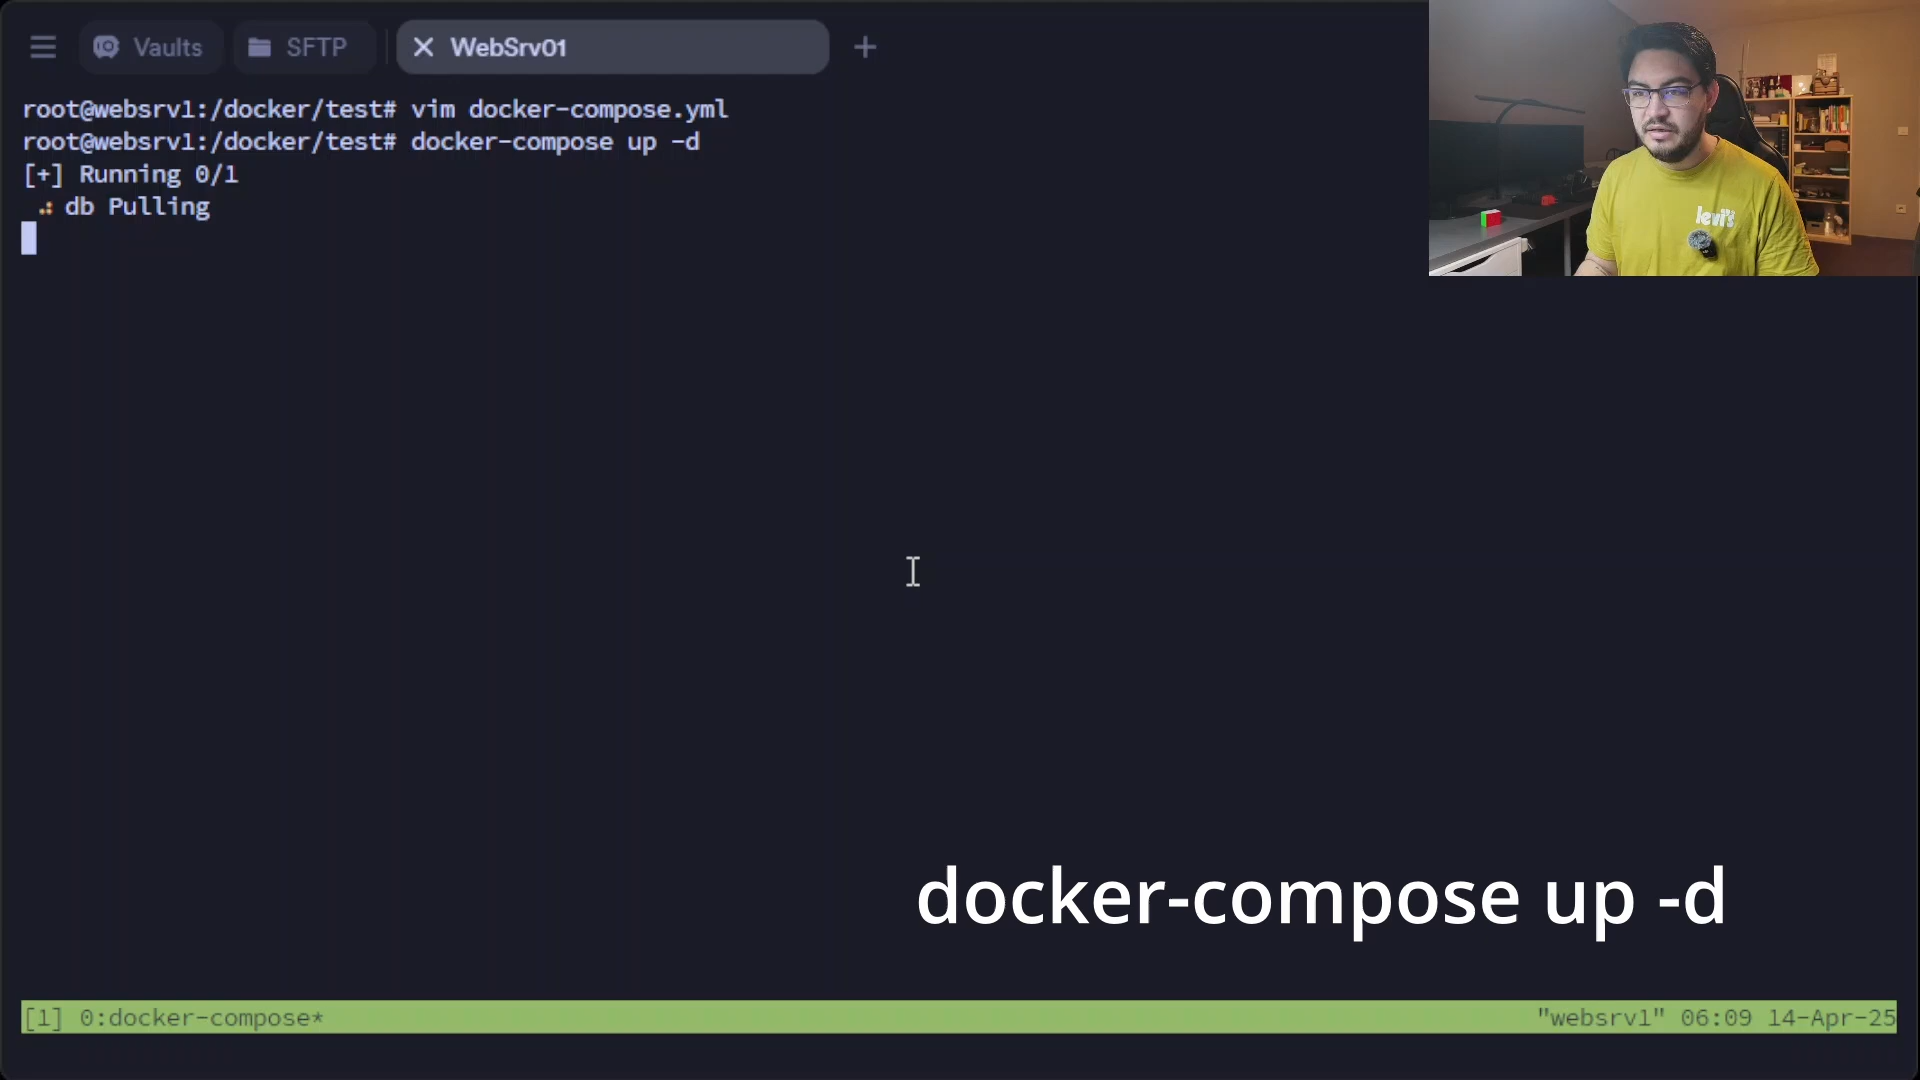 Vaults SFTP WebSrv01
root@websrv1:/docker/test# vim docker-compose.yml
root@websrv1:/docker/test# docker-compose up -d
[+] Running 0/1
db Pulling
levi's
docker-compose up -d
[1] 0:docker-compose* "websrv1" 06:09 14-Apr-25